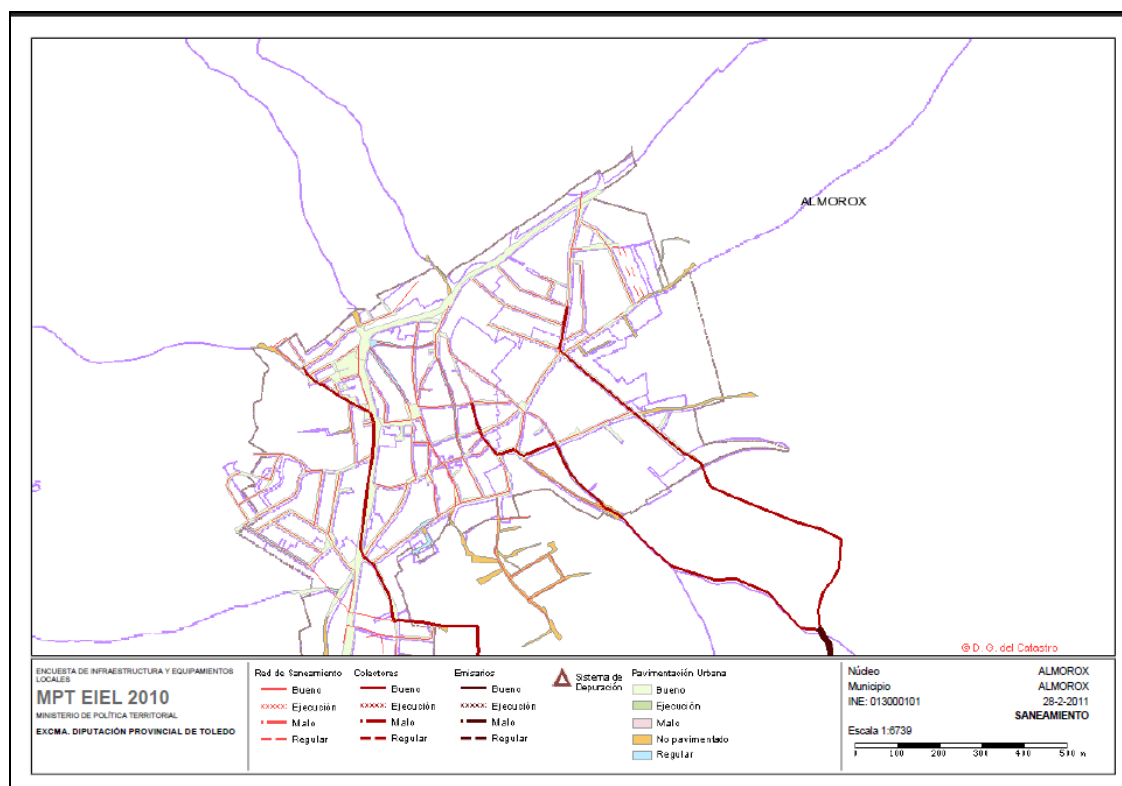 ALMOROX
© D. G. del Catastro
ENCUESTA DE INFRAESTRUCTURA Y EQUIPAMIENTOS
LOCALES
MPT EIEL 2010
MINISTERIO DE POLÍTICA TERRITORIAL
EXCMA. DIPUTACIÓN PROVINCIAL DE TOLEDO
Red de Saneamiento
Bueno
Ejecución
Malo
Regular
Colectores
Bueno
Ejecución
Malo
Regular
Emisarios
Bueno
Ejecución
Malo
Regular
Sistema de
Depuración
Pavimentación Urbana
Bueno
Ejecución
Malo
No pavimentado
Regular
Núcleo ALMOROX
Municipio ALMOROX
INE: 013000101 28-2-2011
SANEAMIENTO
Escala 1:6739
0 100 200 300 400 500 m